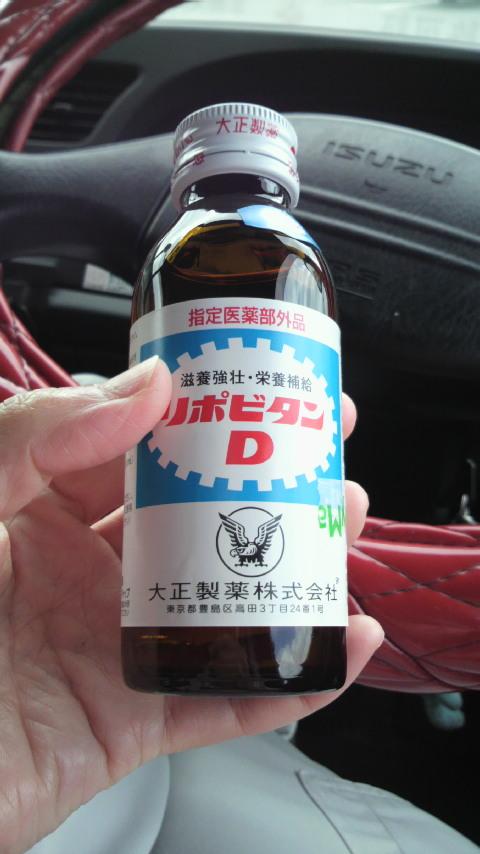 大正製薬
ISUZU
指定医薬部外品
滋養強壮・栄養補給
リポビタン
D
大正製薬株式会社
東京都豊島区高田3丁目24番1号